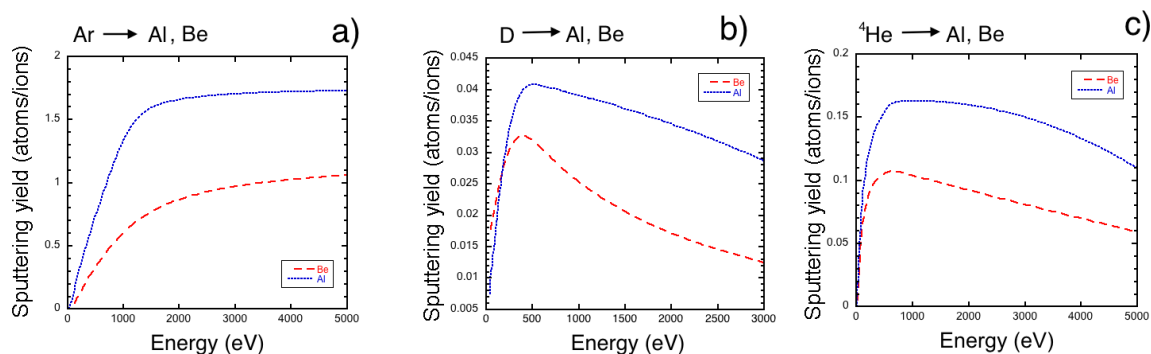 Ar → Al, Be
a)
2
1.5
1
0.5
0
0 1000 2000 3000 4000 5000
Sputtering yield (atoms/ions)
Energy (eV)
Be
Al
D → Al, Be
b)
0.045
0.04
0.035
0.03
0.025
0.02
0.015
0.01
0.005
0 500 1000 1500 2000 2500 3000
Sputtering yield (atoms/ions)
Energy (eV)
Be
Al
⁴He → Al, Be
c)
0.2
0.15
0.1
0.05
0
0 1000 2000 3000 4000 5000
Sputtering yield (atoms/ions)
Energy (eV)
Be
Al